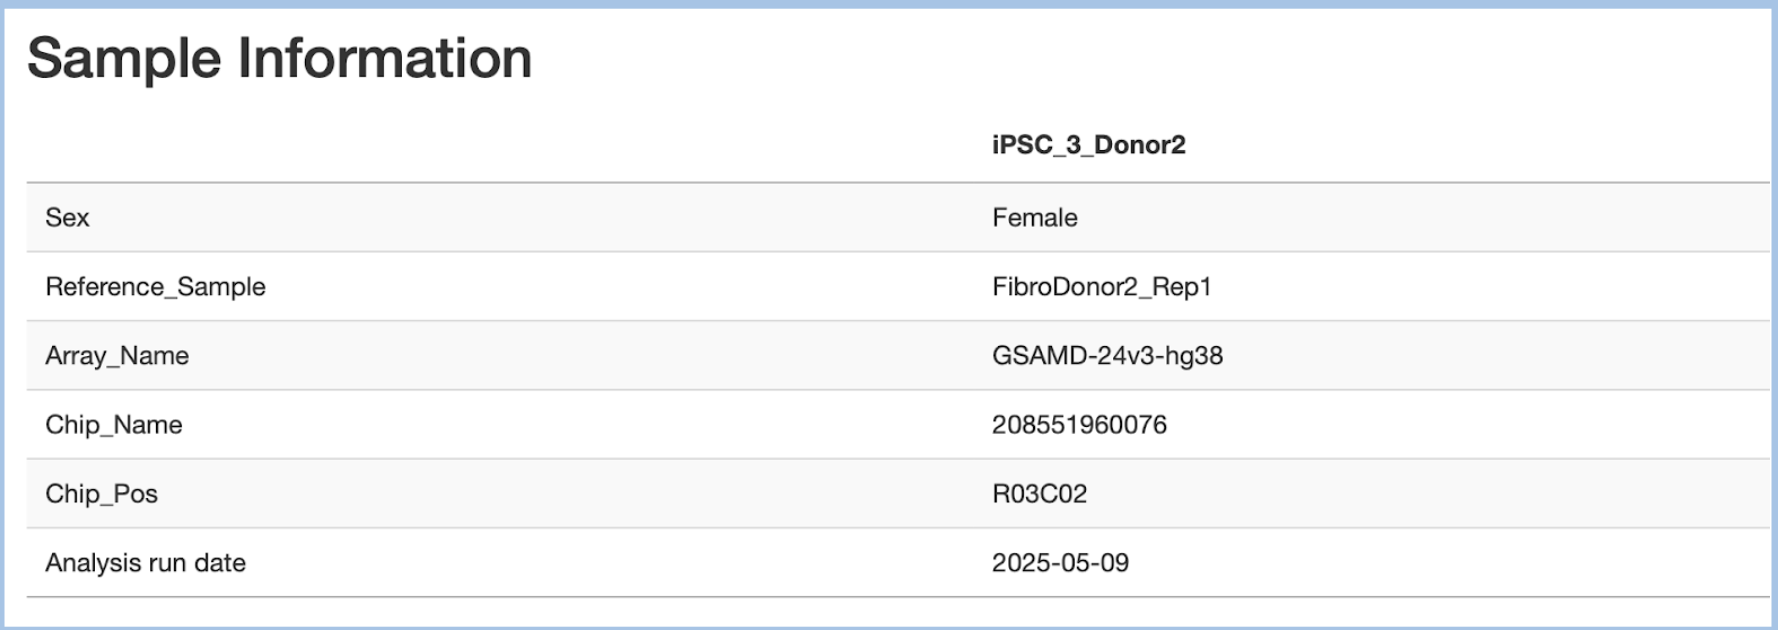 Sample Information
iPSC_3_Donor2
Sex Female
Reference_Sample FibroDonor2_Rep1
Array_Name GSAMD-24v3-hg38
Chip_Name 208551960076
Chip_Pos R03C02
Analysis run date 2025-05-09